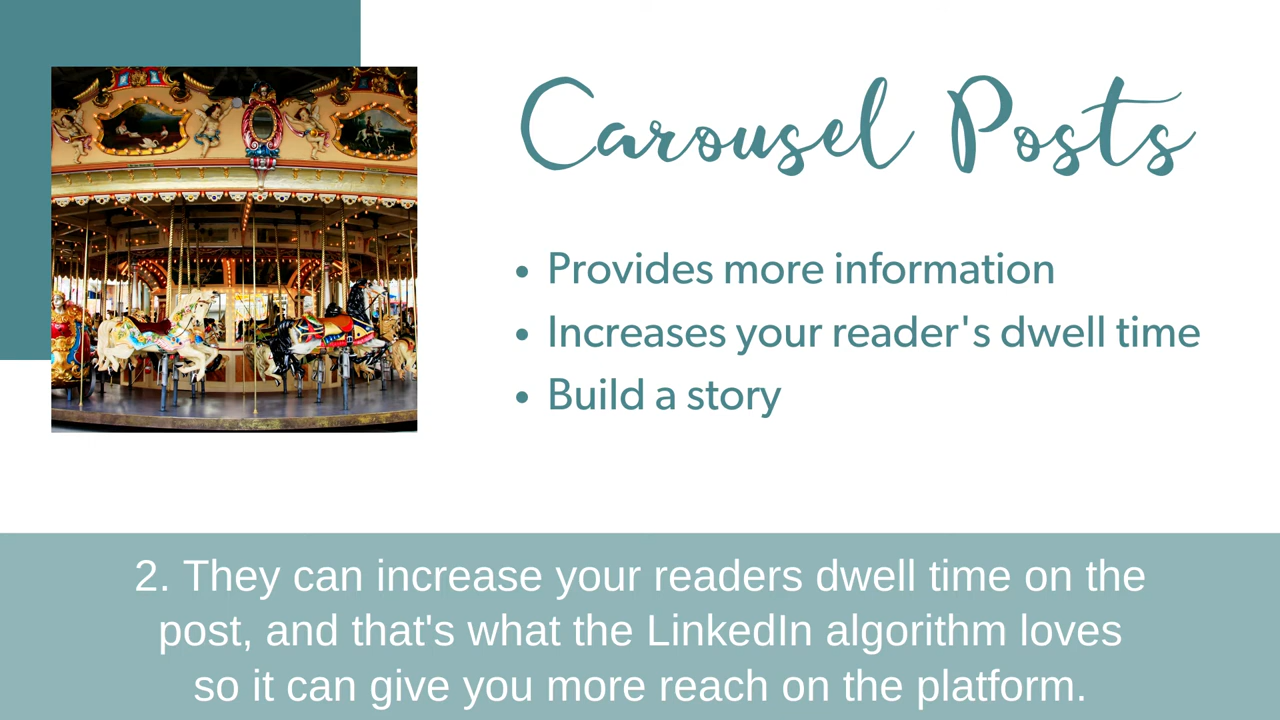 Carousel Posts
• Provides more information
• Increases your reader's dwell time
• Build a story
2. They can increase your readers dwell time on the
post, and that's what the LinkedIn algorithm loves
so it can give you more reach on the platform.